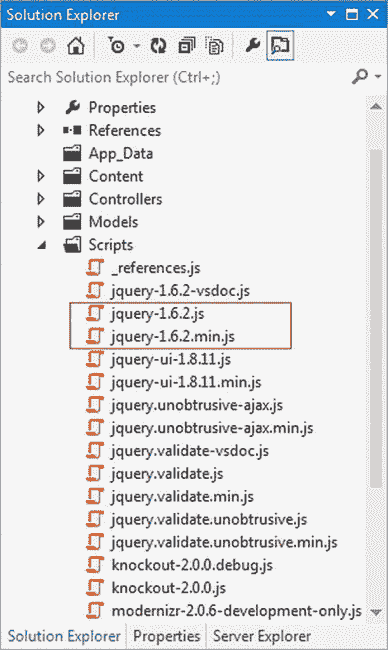 Solution Explorer
Search Solution Explorer (Ctrl+;)
Properties
References
App_Data
Content
Controllers
Models
Scripts
_references.js
jquery-1.6.2-vsdoc.js
jquery-1.6.2.js
jquery-1.6.2.min.js
jquery-ui-1.8.11.js
jquery-ui-1.8.11.min.js
jquery.unobtrusive-ajax.js
jquery.unobtrusive-ajax.min.js
jquery.validate-vsdoc.js
jquery.validate.js
jquery.validate.min.js
jquery.validate.unobtrusive.js
jquery.validate.unobtrusive.min.js
knockout-2.0.0.debug.js
knockout-2.0.0.js
modernizr-2.0.6-development-only.js
Solution Explorer Properties Server Explorer